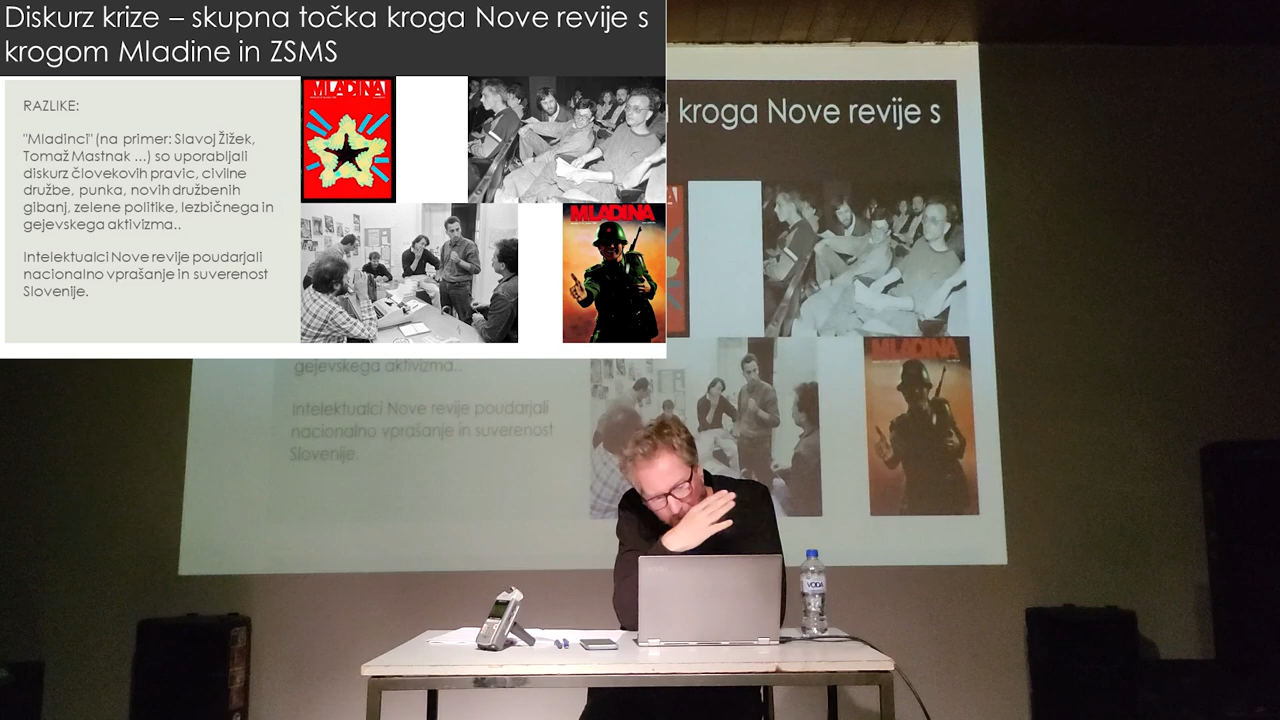 Diskurz krize – skupna točka kroga Nove revije s
krogom Mladine in ZSMS
RAZLIKE:
"Mladinci" (na primer: Slavoj Žižek,
Tomaž Mastnak ...) so uporabljali
diskurz človekovih pravic, civilne
družbe, punka, novih družbenih
gibanj, zelene politike, lezbičnega in
gejevskega aktivizma..
Intelektualci Nove revije poudarjali
nacionalno vprašanje in suverenost
Slovenije.
MLADINA
MLADINA
kroga Nove revije s
MLADINA
gejevskega aktivizma..
Intelektualci Nove revije poudarjali
nacionalno vprašanje in suverenost
Slovenije.
VODA